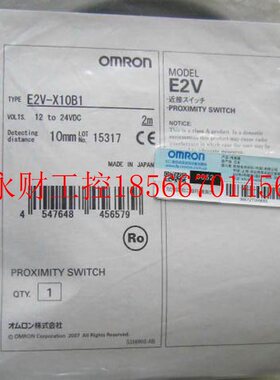 OMRON
TYPE E2V-X10B1
VOLTS. 12 to 24VDC 2m
Detecting distance 10mm LOT No. 15317 CE
MADE IN JAPAN
4 547648 456579
Ro
PROXIMITY SWITCH
QTY. 1
オムロン株式会社
MODEL
E2V
近接スイッチ
PROXIMITY SWITCH
OMRON
永财工控18566701456